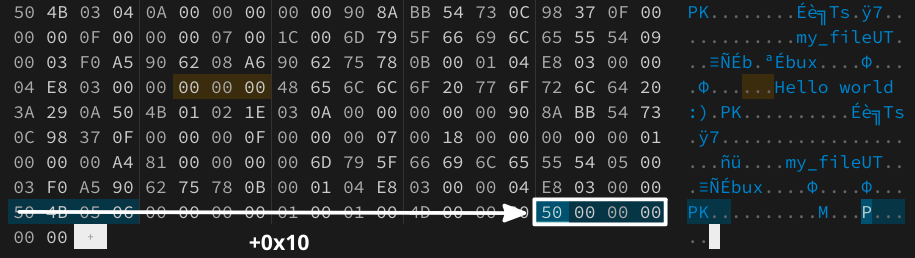 50 4B 03 04 0A 00 00 00 00 00 90 8A BB 54 73 0C 98 37 0F 00 PK........Éè╗Ts.ÿ7..
00 00 0F 00 00 00 07 00 1C 00 6D 79 5F 66 69 6C 65 55 54 09 ..........my_fileUT.
00 03 F0 A5 90 62 08 A6 90 62 75 78 0B 00 01 04 E8 03 00 00 ..≡ÑÉb.ªÉbux....Φ...
04 E8 03 00 00 00 00 00 48 65 6C 6C 6F 20 77 6F 72 6C 64 20 .Φ......Hello world
3A 29 0A 50 4B 01 02 1E 03 0A 00 00 00 00 00 90 8A BB 54 73 :).PK..........Éè╗Ts
0C 98 37 0F 00 00 00 0F 00 00 00 07 00 18 00 00 00 00 00 01 .ÿ7.................
00 00 00 A4 81 00 00 00 00 6D 79 5F 66 69 6C 65 55 54 05 00 ...ñü....my_fileUT..
03 F0 A5 90 62 75 78 0B 00 01 04 E8 03 00 00 04 E8 03 00 00 .≡ÑÉbux....Φ....Φ...
50 4B 05 06 00 00 00 00 01 00 01 00 4D 00 00 00 50 00 00 00 PK..........M...P...
00 00 + ..
+0x10